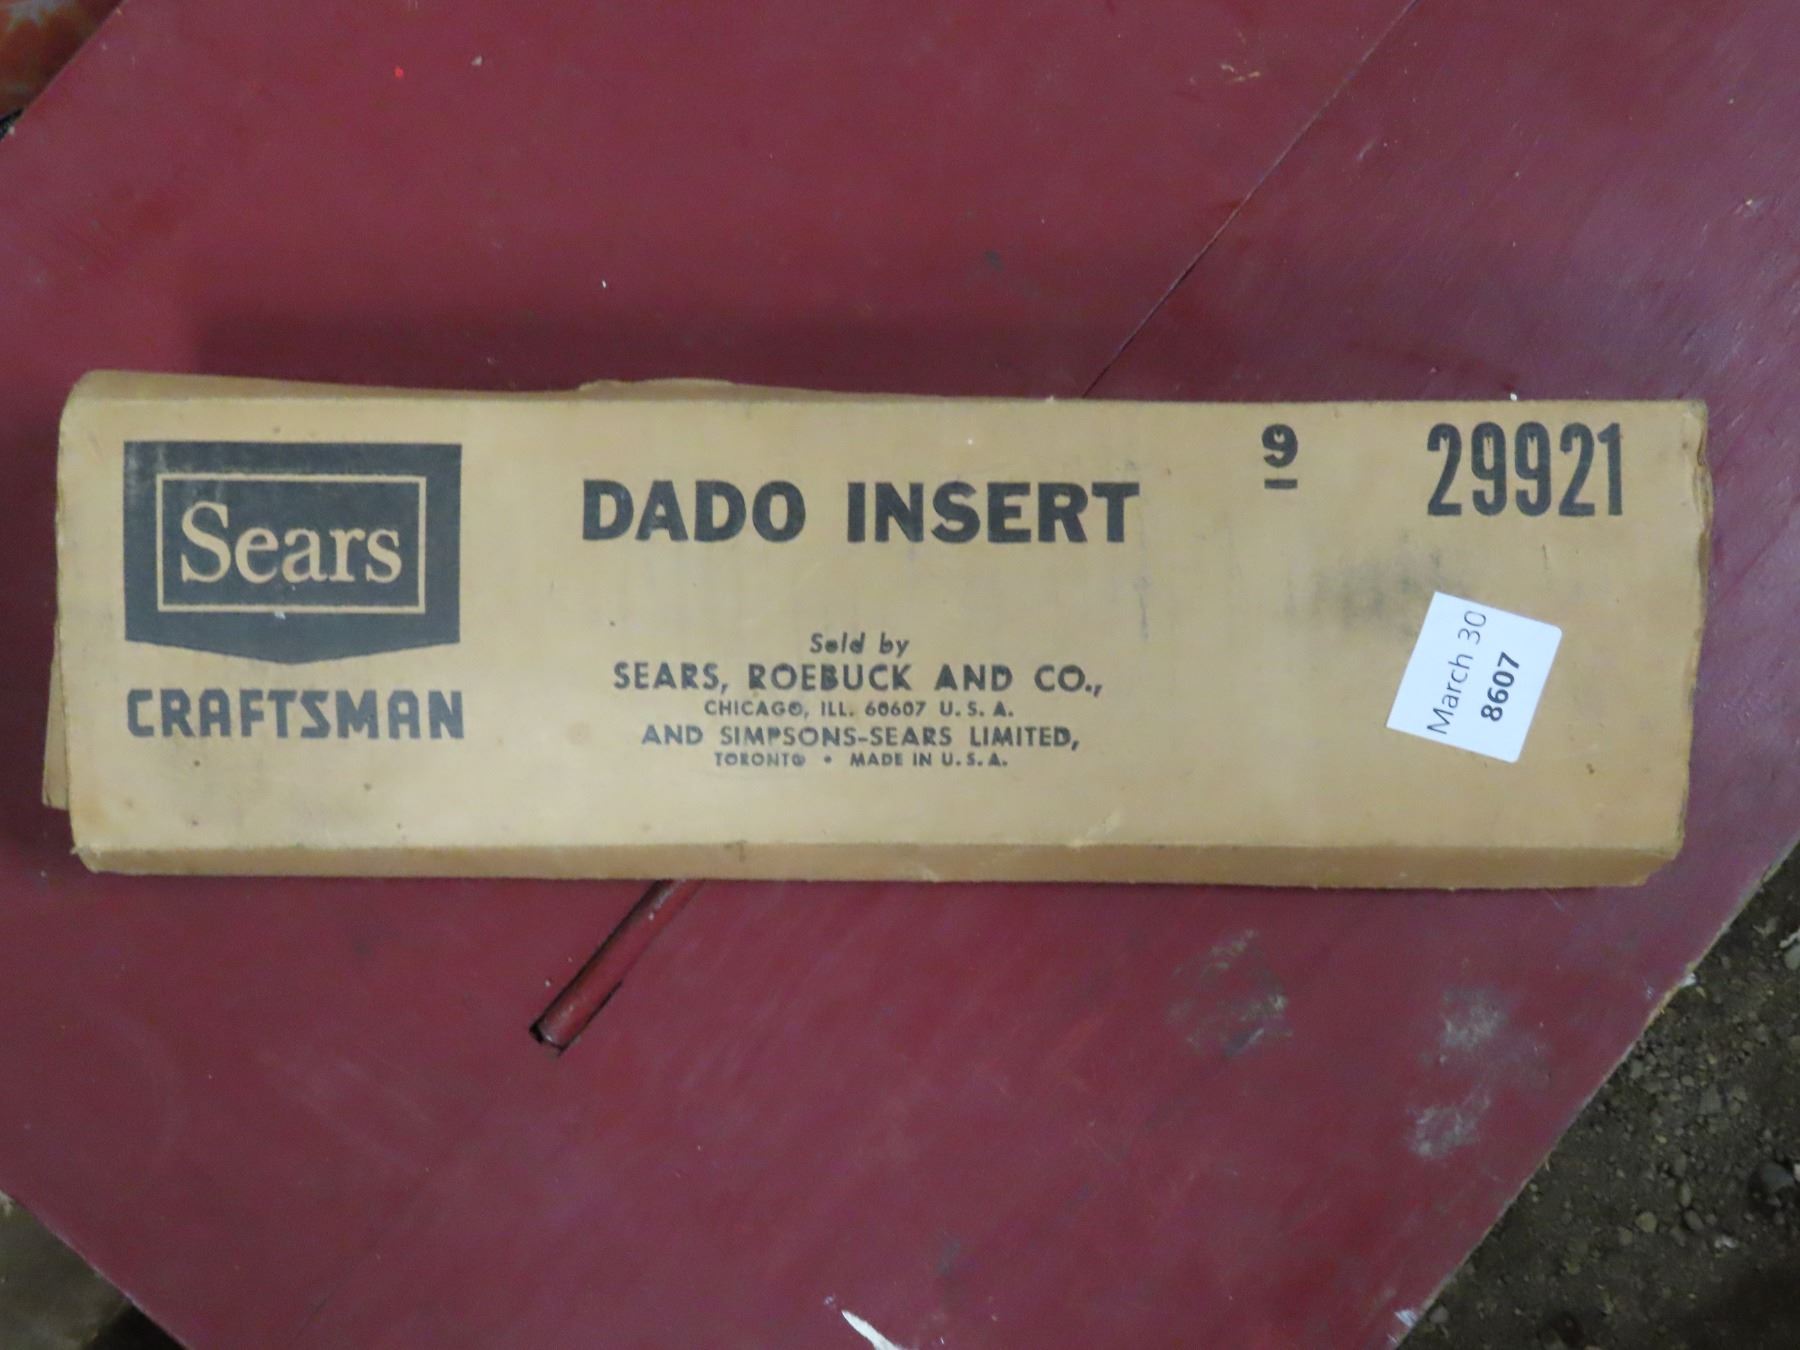 Sears
CRAFTSMAN
DADO INSERT
9
29921
Sold by
SEARS, ROEBUCK AND CO.,
CHICAGO, ILL. 60607 U. S. A.
AND SIMPSONS-SEARS LIMITED,
TORONTO • MADE IN U. S. A.
March 30
8607